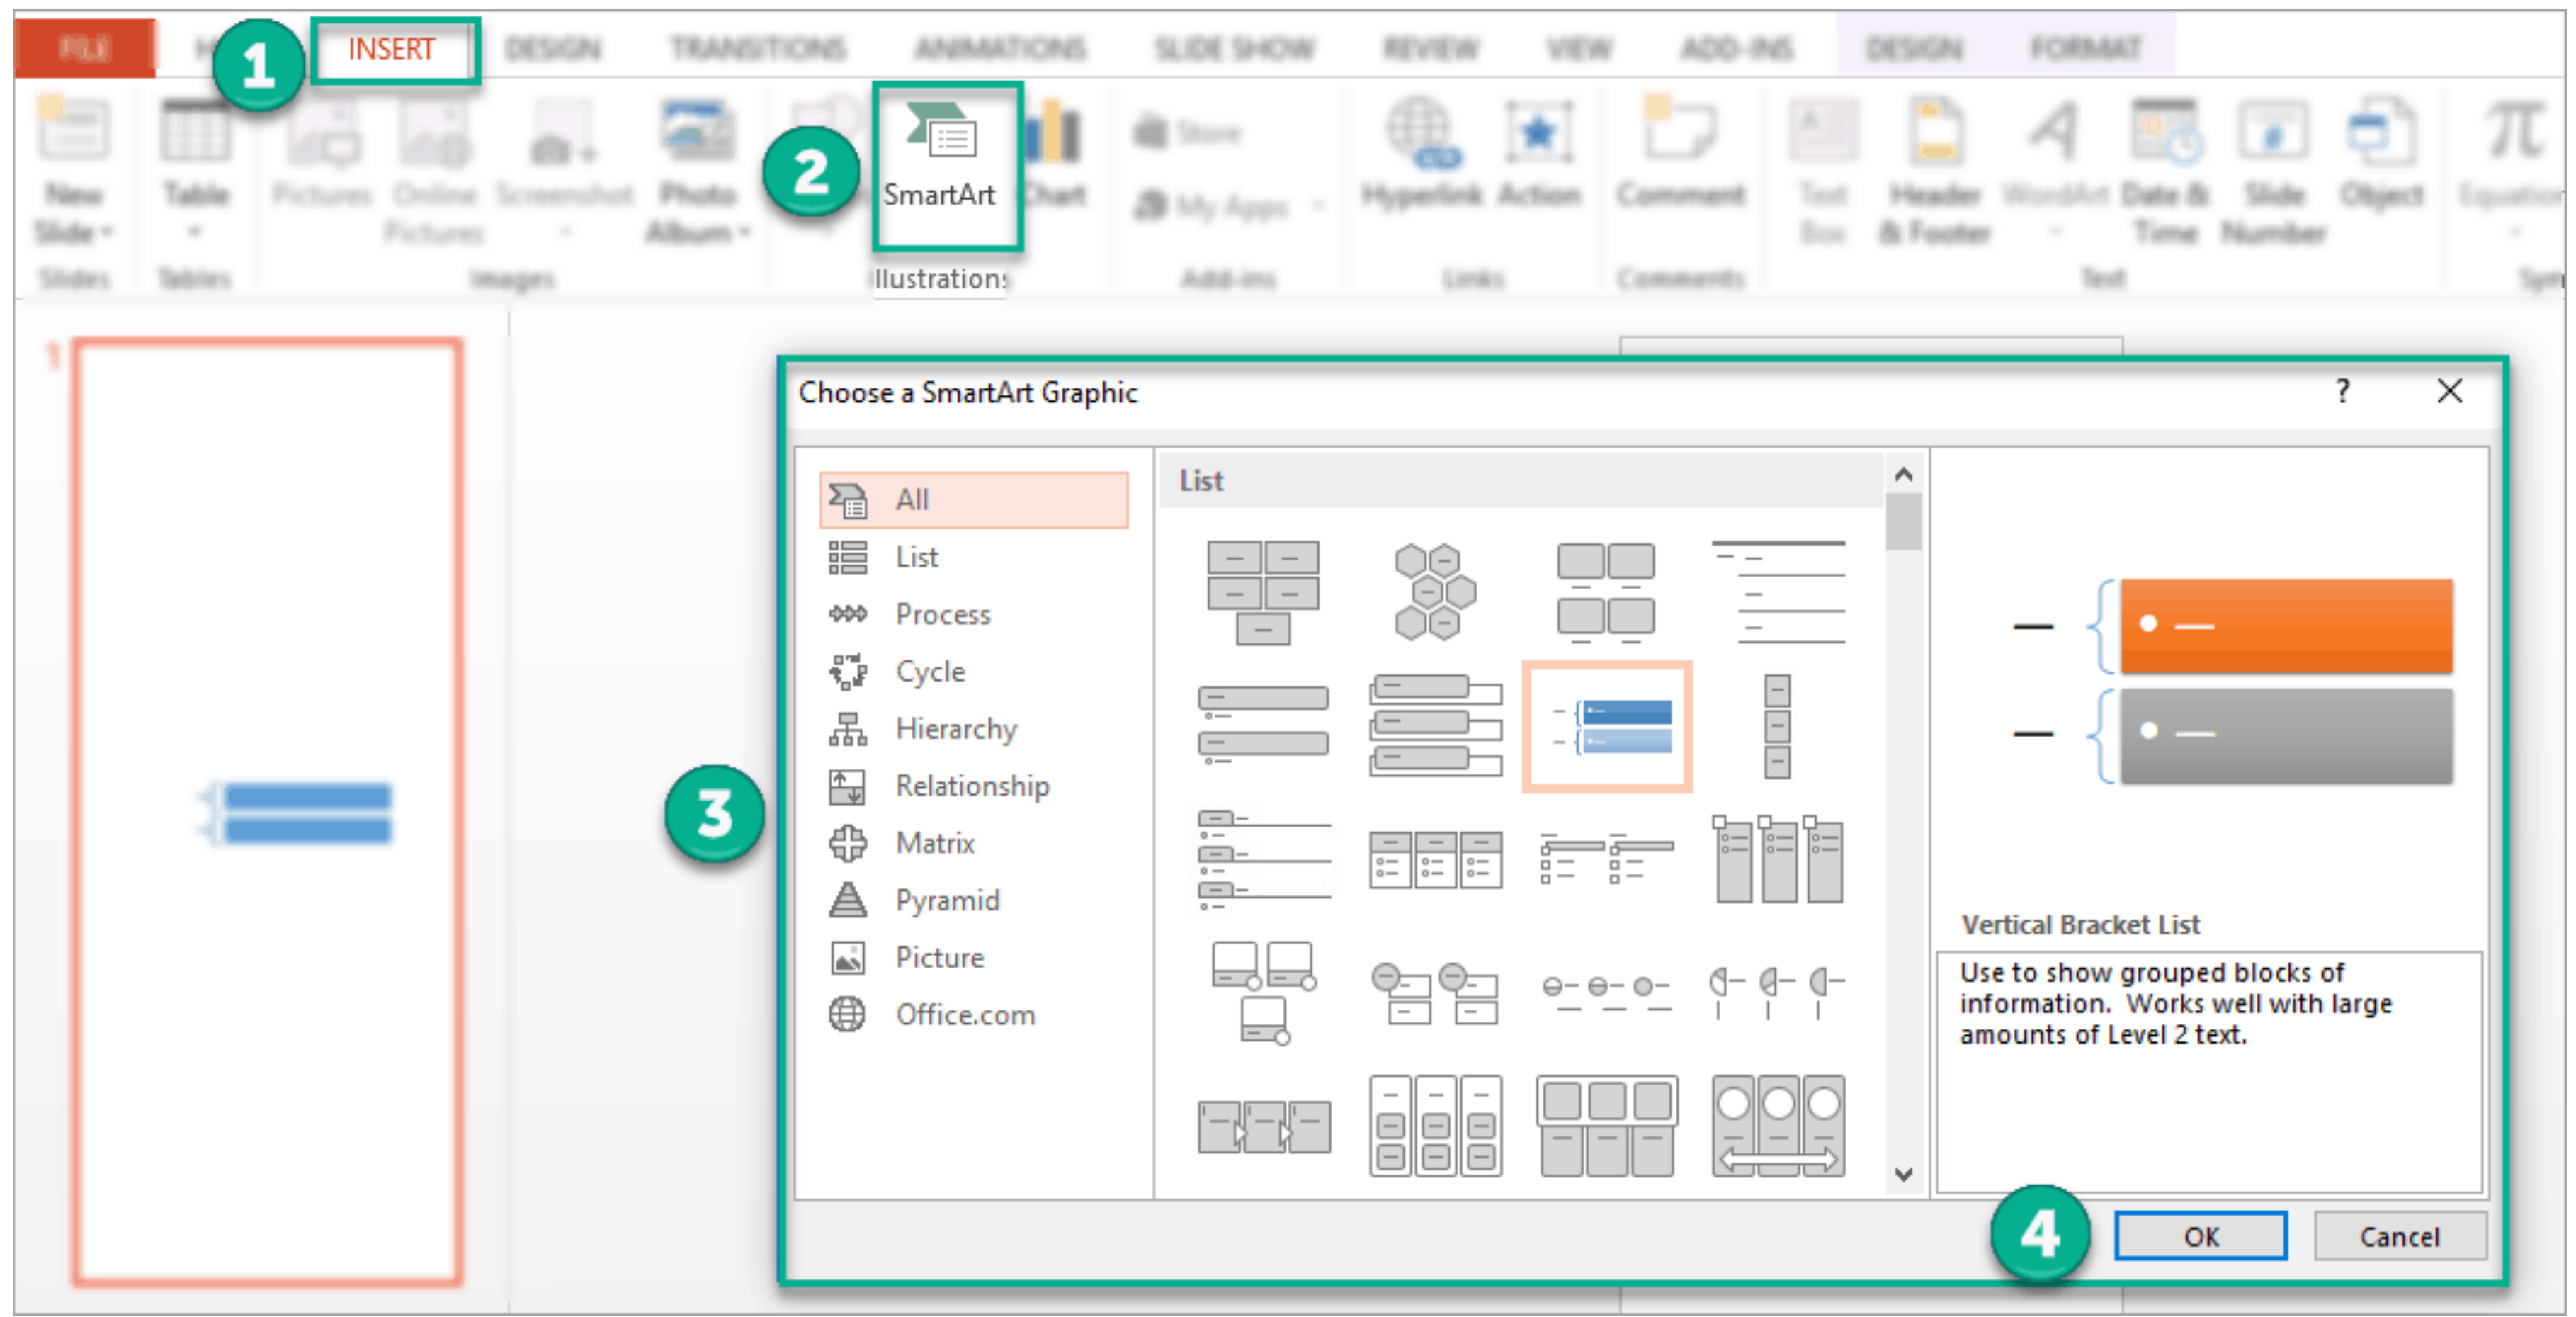 FILE
1
INSERT
DESIGN
TRANSITIONS
ANIMATIONS
SLIDE SHOW
REVIEW
VIEW
ADD-INS
DESIGN
FORMAT
New
Slide
Table
Pictures
Online
Pictures
Screenshot
Photo
Album
2
SmartArt
Chart
Store
My Apps
Hyperlink
Action
Comment
Text
Box
Header
& Footer
WordArt
Date &
Time
Slide
Number
Object
Slides
Tables
Images
Illustrations
Add-ins
Links
Comments
Text
1
Choose a SmartArt Graphic
?
All
List
Process
Cycle
Hierarchy
Relationship
Matrix
Pyramid
Picture
Office.com
3
List
Vertical Bracket List
Use to show grouped blocks of
information. Works well with large
amounts of Level 2 text.
4
OK
Cancel